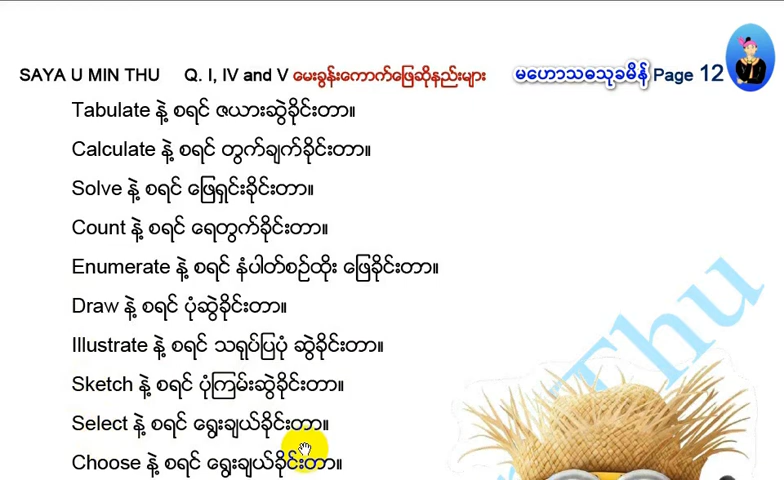 SAYA U MIN THU Q. I, IV and V မေးခွန်းကောက်ဖြေဆိုနည်းများ မဟောသဓသုခမိန် Page 12
Tabulate နဲ့ စရင် ဇယားဆွဲခိုင်းတာ။
Calculate နဲ့ စရင် တွက်ချက်ခိုင်းတာ။
Solve နဲ့ စရင် ဖြေရှင်းခိုင်းတာ။
Count နဲ့ စရင် ရေတွက်ခိုင်းတာ။
Enumerate နဲ့ စရင် နံပါတ်စဉ်ထိုး ဖြေခိုင်းတာ။
Draw နဲ့ စရင် ပုံဆွဲခိုင်းတာ။
Illustrate နဲ့ စရင် သရုပ်ပြပုံ ဆွဲခိုင်းတာ။
Sketch နဲ့ စရင် ပုံကြမ်းဆွဲခိုင်းတာ။
Select နဲ့ စရင် ရွေးချယ်ခိုင်းတာ။
Choose နဲ့ စရင် ရွေးချယ်ခိုင်းတာ။
Thu